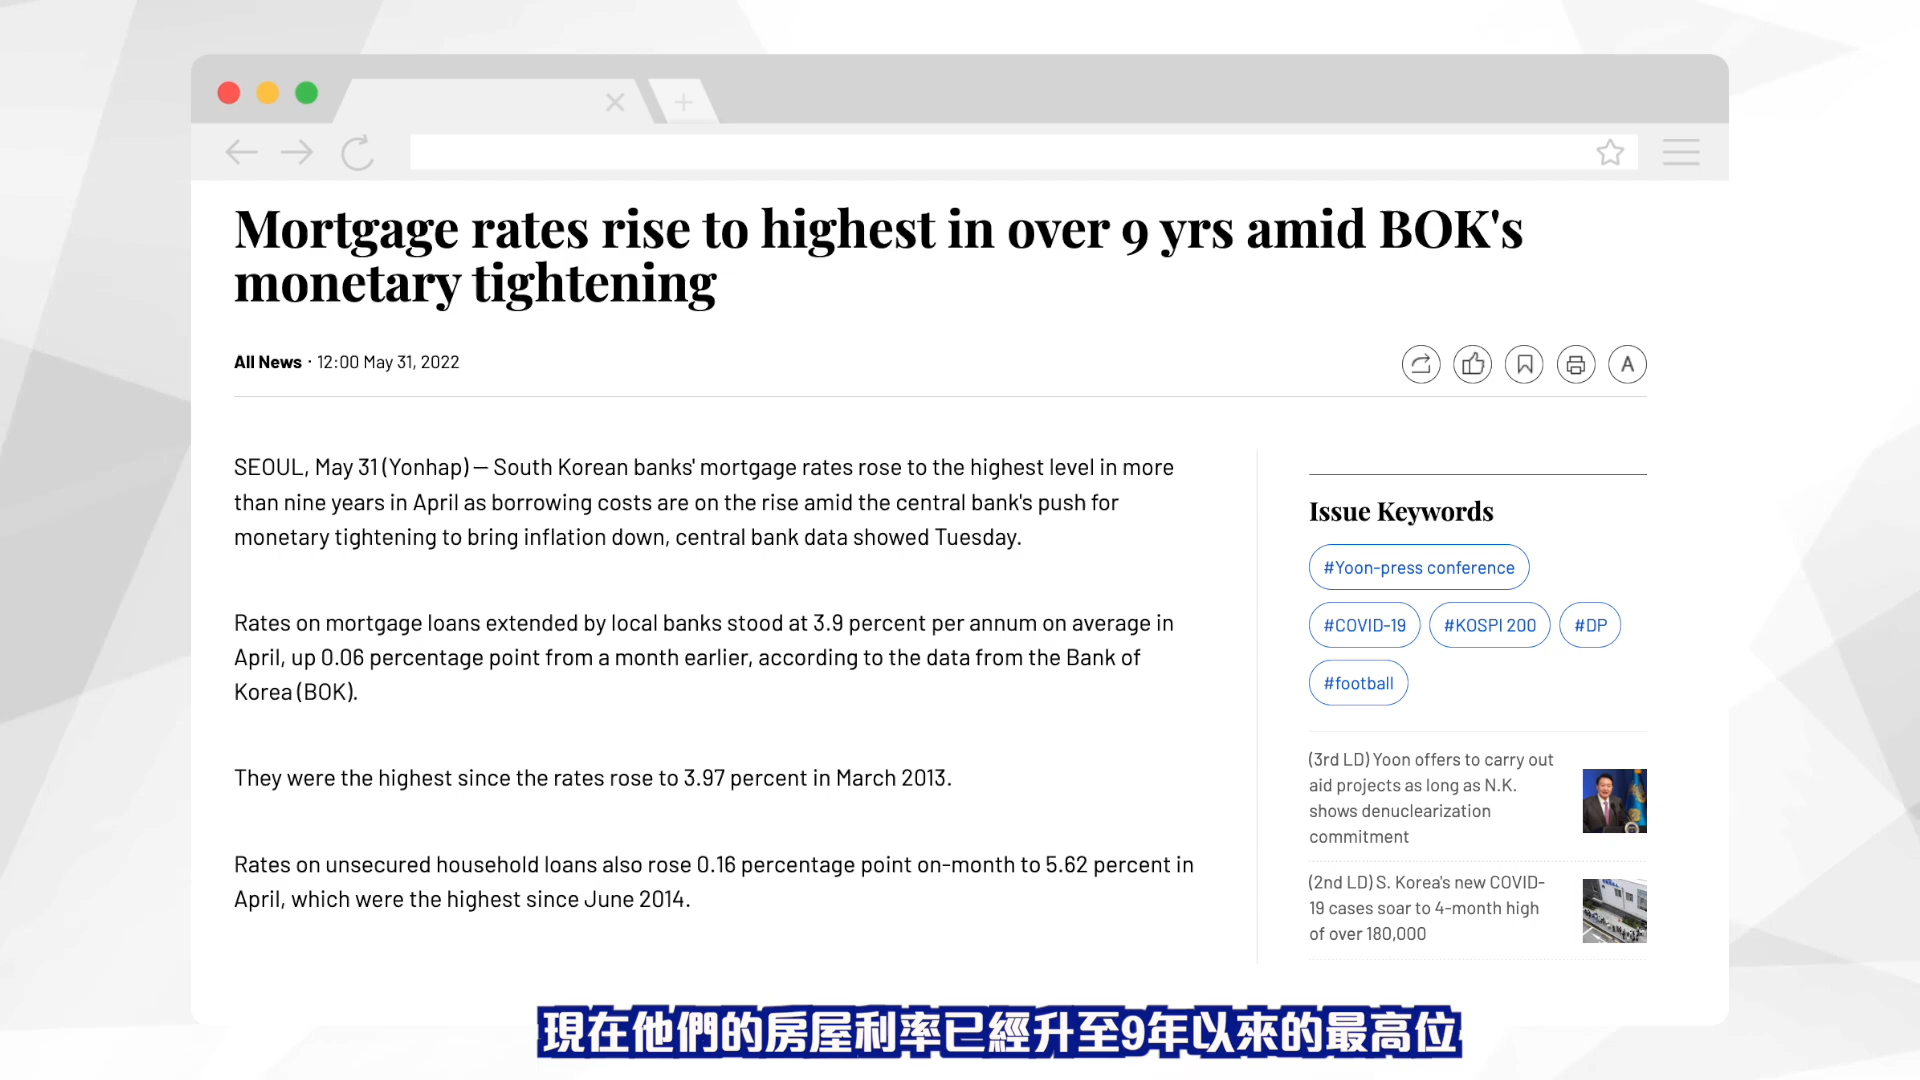 Mortgage rates rise to highest in over 9 yrs amid BOK's
monetary tightening
All News · 12:00 May 31, 2022
A
SEOUL, May 31 (Yonhap) — South Korean banks' mortgage rates rose to the highest level in more
than nine years in April as borrowing costs are on the rise amid the central bank's push for
monetary tightening to bring inflation down, central bank data showed Tuesday.
Rates on mortgage loans extended by local banks stood at 3.9 percent per annum on average in
April, up 0.06 percentage point from a month earlier, according to the data from the Bank of
Korea (BOK).
They were the highest since the rates rose to 3.97 percent in March 2013.
Rates on unsecured household loans also rose 0.16 percentage point on-month to 5.62 percent in
April, which were the highest since June 2014.
Issue Keywords
#Yoon-press conference
#COVID-19 #KOSPI 200 #DP
#football
(3rd LD) Yoon offers to carry out
aid projects as long as N.K.
shows denuclearization
commitment
(2nd LD) S. Korea's new COVID-
19 cases soar to 4-month high
of over 180,000
現在他們的房屋利率已經升至9年以來的最高位